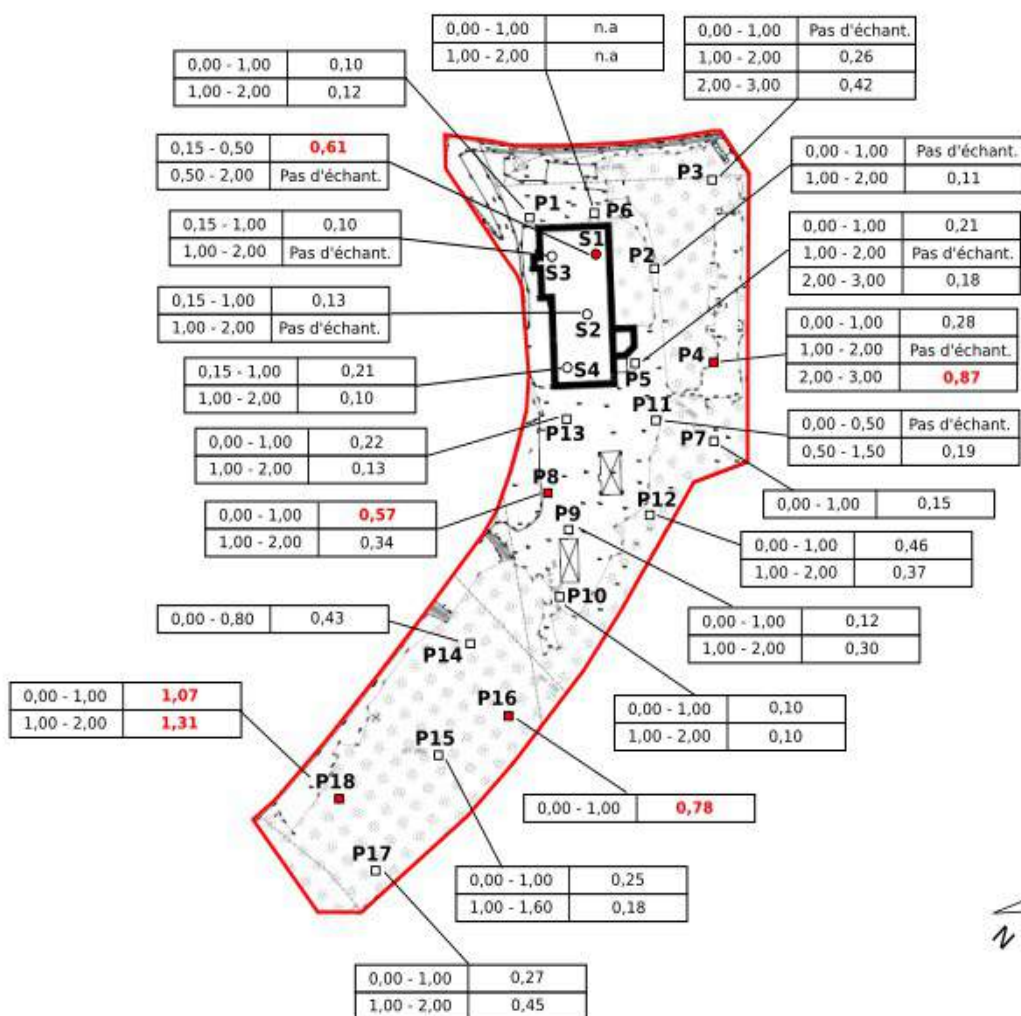 0,00 - 1,00 n.a
1,00 - 2,00 n.a
0,00 - 1,00 Pas d'échant.
1,00 - 2,00 0,26
2,00 - 3,00 0,42
0,00 - 1,00 0,10
1,00 - 2,00 0,12
0,15 - 0,50 0,61
0,50 - 2,00 Pas d'échant.
0,00 - 1,00 Pas d'échant.
1,00 - 2,00 0,11
0,15 - 1,00 0,10
1,00 - 2,00 Pas d'échant.
0,00 - 1,00 0,21
1,00 - 2,00 Pas d'échant.
2,00 - 3,00 0,18
0,15 - 1,00 0,13
1,00 - 2,00 Pas d'échant.
0,00 - 1,00 0,28
1,00 - 2,00 Pas d'échant.
2,00 - 3,00 0,87
0,15 - 1,00 0,21
1,00 - 2,00 0,10
0,00 - 0,50 Pas d'échant.
0,50 - 1,50 0,19
0,00 - 1,00 0,22
1,00 - 2,00 0,13
0,00 - 1,00 0,15
0,00 - 1,00 0,57
1,00 - 2,00 0,34
0,00 - 1,00 0,46
1,00 - 2,00 0,37
0,00 - 0,80 0,43
0,00 - 1,00 0,12
1,00 - 2,00 0,30
0,00 - 1,00 1,07
1,00 - 2,00 1,31
0,00 - 1,00 0,10
1,00 - 2,00 0,10
0,00 - 1,00 0,78
0,00 - 1,00 0,25
1,00 - 1,60 0,18
0,00 - 1,00 0,27
1,00 - 2,00 0,45
P3
P1
P6
S1
P2
S3
S2
P4
S4
P5
P13
P11
P7
P8
P12
P9
P10
P14
P16
P15
P18
P17
N